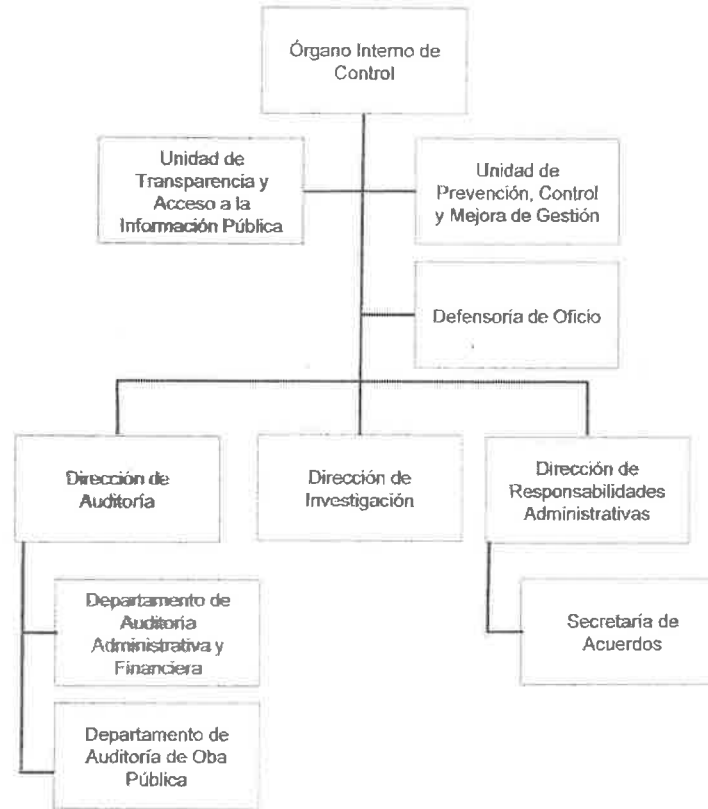 Órgano Interno de
Control
Unidad de
Transparencia y
Acceso a la
Información Pública
Unidad de
Prevención, Control
y Mejora de Gestión
Defensoría de Oficio
Dirección de
Auditoría
Dirección de
Investigación
Dirección de
Responsabilidades
Administrativas
Departamento de
Auditoría
Administrativa y
Financiera
Secretaría de
Acuerdos
Departamento de
Auditoría de Oba
Pública